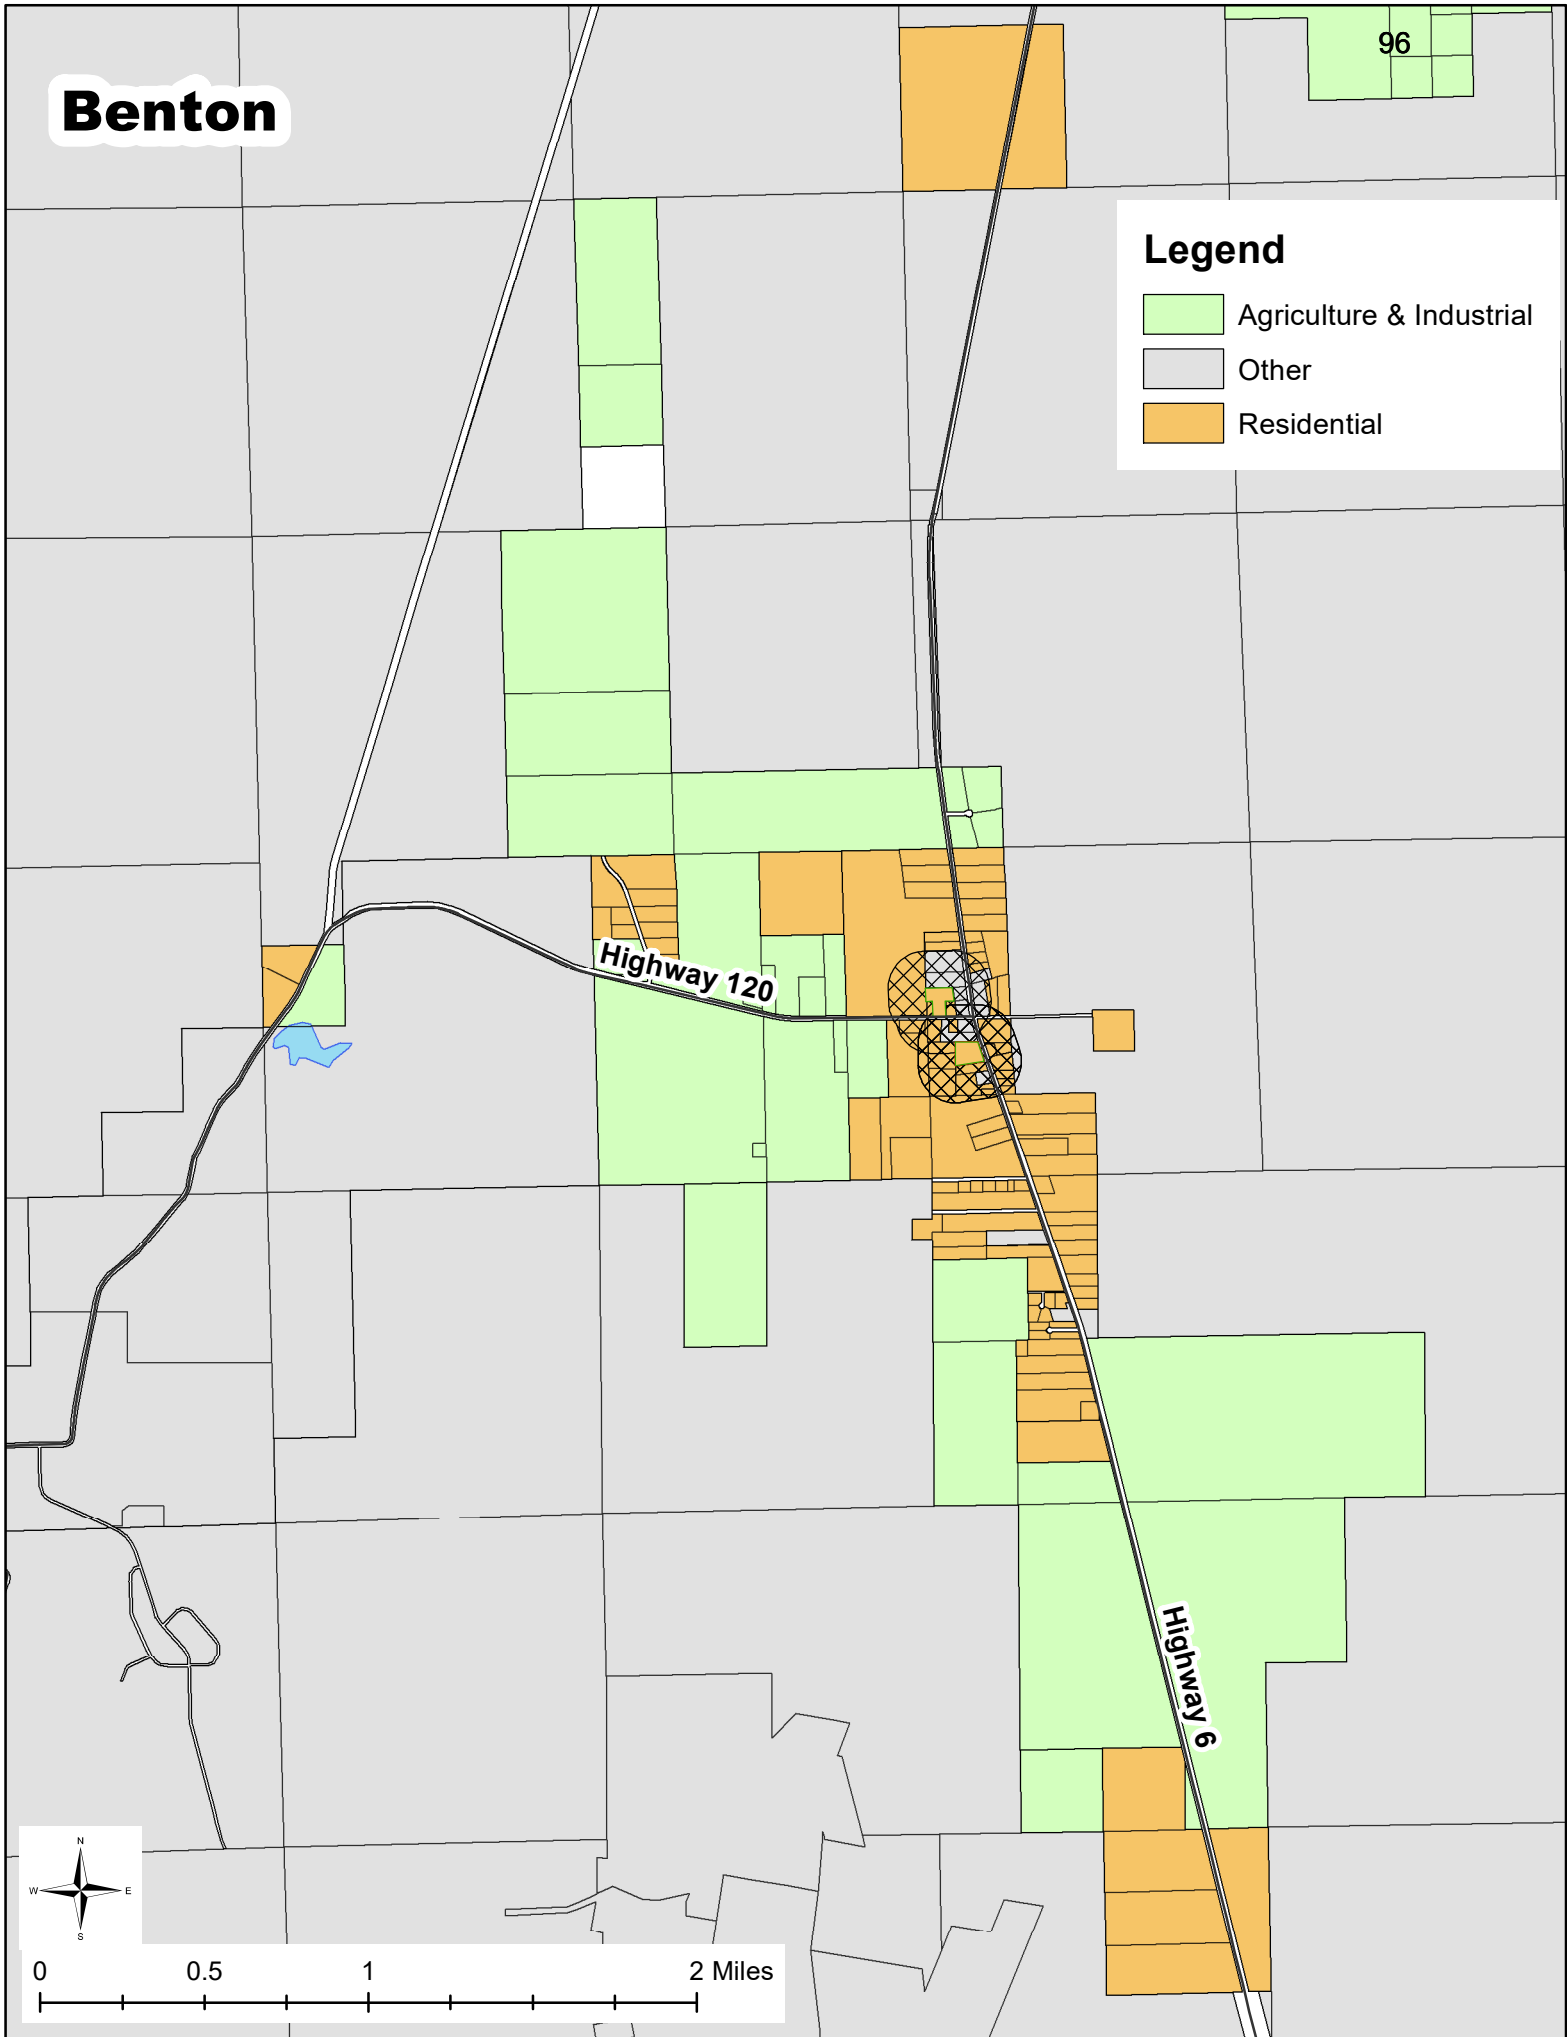 96
Benton
Legend
Agriculture & Industrial
Other
Residential
Highway 120
Highway 6
N
W E
S
0 0.5 1 2 Miles